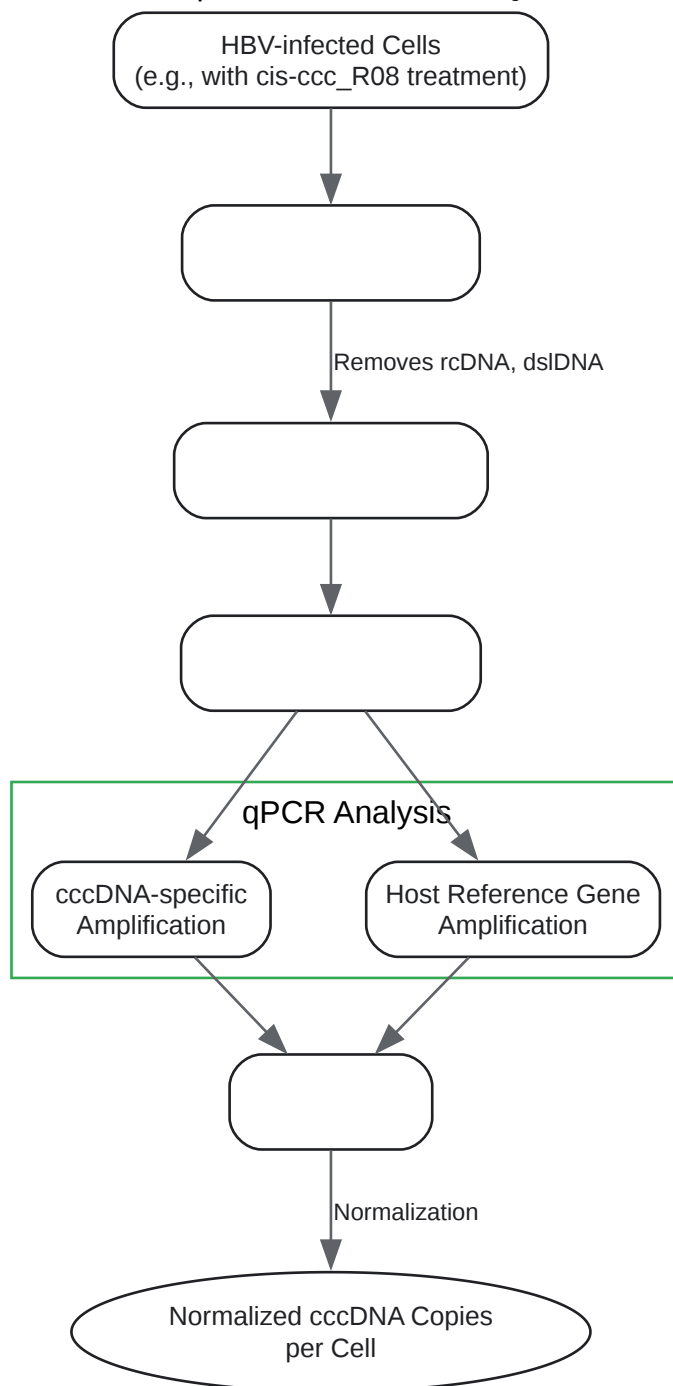 HBV-infected Cells
(e.g., with cis-ccc_R08 treatment)
Removes rcDNA, dslDNA
qPCR Analysis
cccDNA-specific
Amplification
Host Reference Gene
Amplification
Normalization
Normalized cccDNA Copies
per Cell